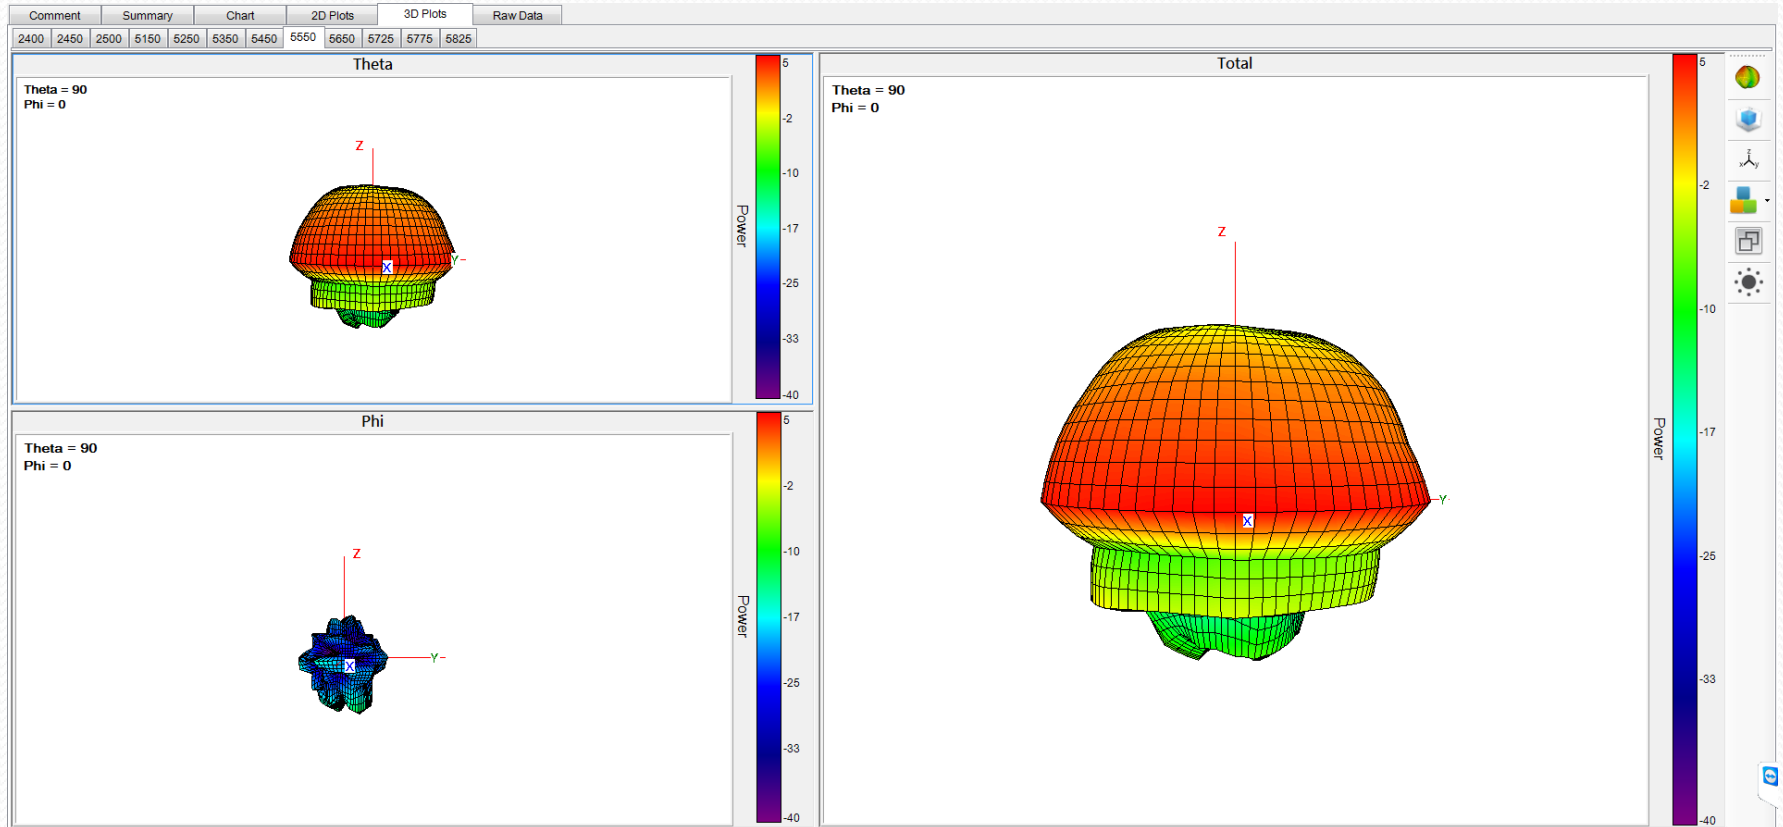 Comment Summary Chart 2D Plots 3D Plots Raw Data
2400 2450 2500 5150 5250 5350 5450 5550 5650 5725 5775 5825
Theta
Theta = 90
Phi = 0
Z
X
Y
5
-2
-10
-17
-25
-33
-40
Power
Phi
Theta = 90
Phi = 0
Z
X
Y
5
-2
-10
-17
-25
-33
-40
Power
Total
Theta = 90
Phi = 0
Z
X
Y
5
-2
-10
-17
-25
-33
-40
Power
z
x y